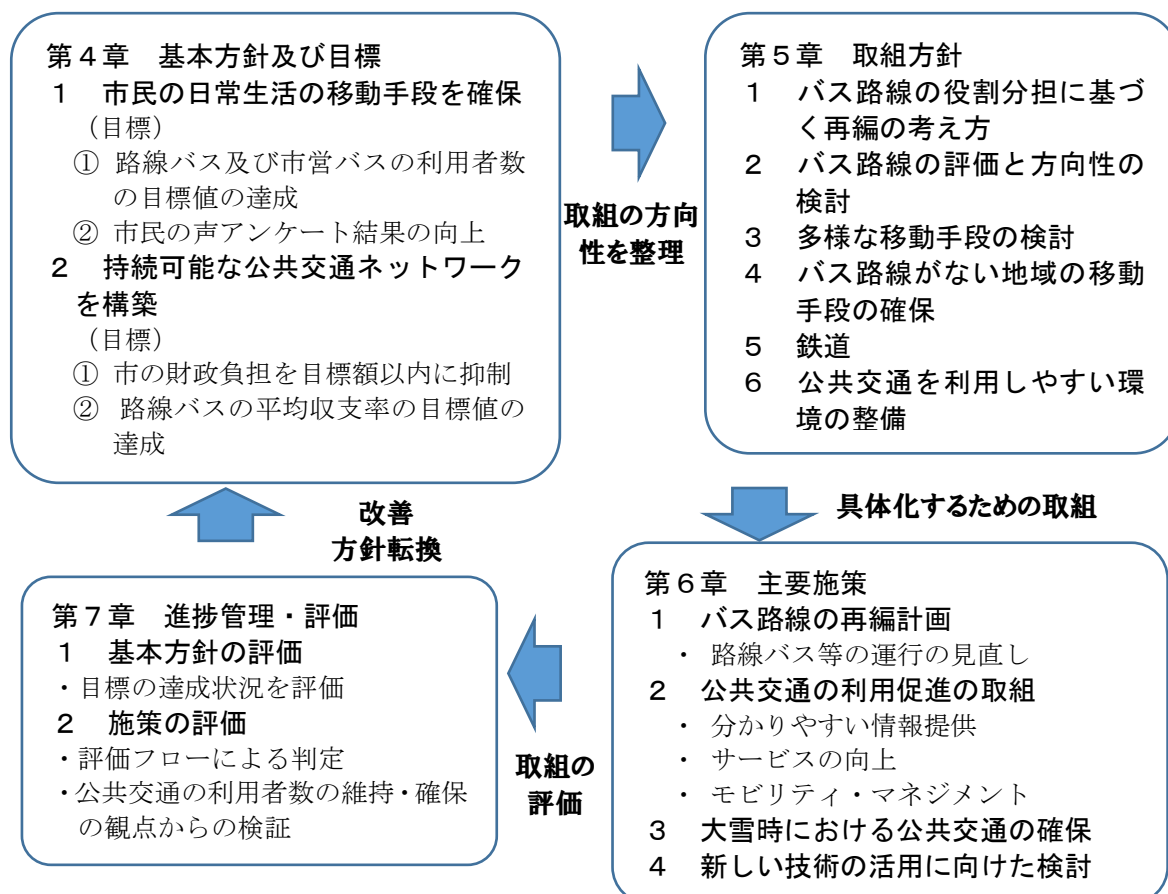 第４章　基本方針及び目標
１　市民の日常生活の移動手段を確保
（目標）
①　路線バス及び市営バスの利用者数
の目標値の達成
②　市民の声アンケート結果の向上
２　持続可能な公共交通ネットワーク
を構築
（目標）
①　市の財政負担を目標額以内に抑制
②　路線バスの平均収支率の目標値の
達成
取組の方向
性を整理
第５章　取組方針
１　バス路線の役割分担に基づ
く再編の考え方
２　バス路線の評価と方向性の
検討
３　多様な移動手段の検討
４　バス路線がない地域の移動
手段の確保
５　鉄道
６　公共交通を利用しやすい環
境の整備
具体化するための取組
第６章　主要施策
１　バス路線の再編計画
・ 路線バス等の運行の見直し
２　公共交通の利用促進の取組
・ 分かりやすい情報提供
・ サービスの向上
・ モビリティ・マネジメント
３　大雪時における公共交通の確保
４　新しい技術の活用に向けた検討
取組の
評価
第７章　進捗管理・評価
１　基本方針の評価
・目標の達成状況を評価
２　施策の評価
・評価フローによる判定
・公共交通の利用者数の維持・確保
の観点からの検証
改善
方針転換